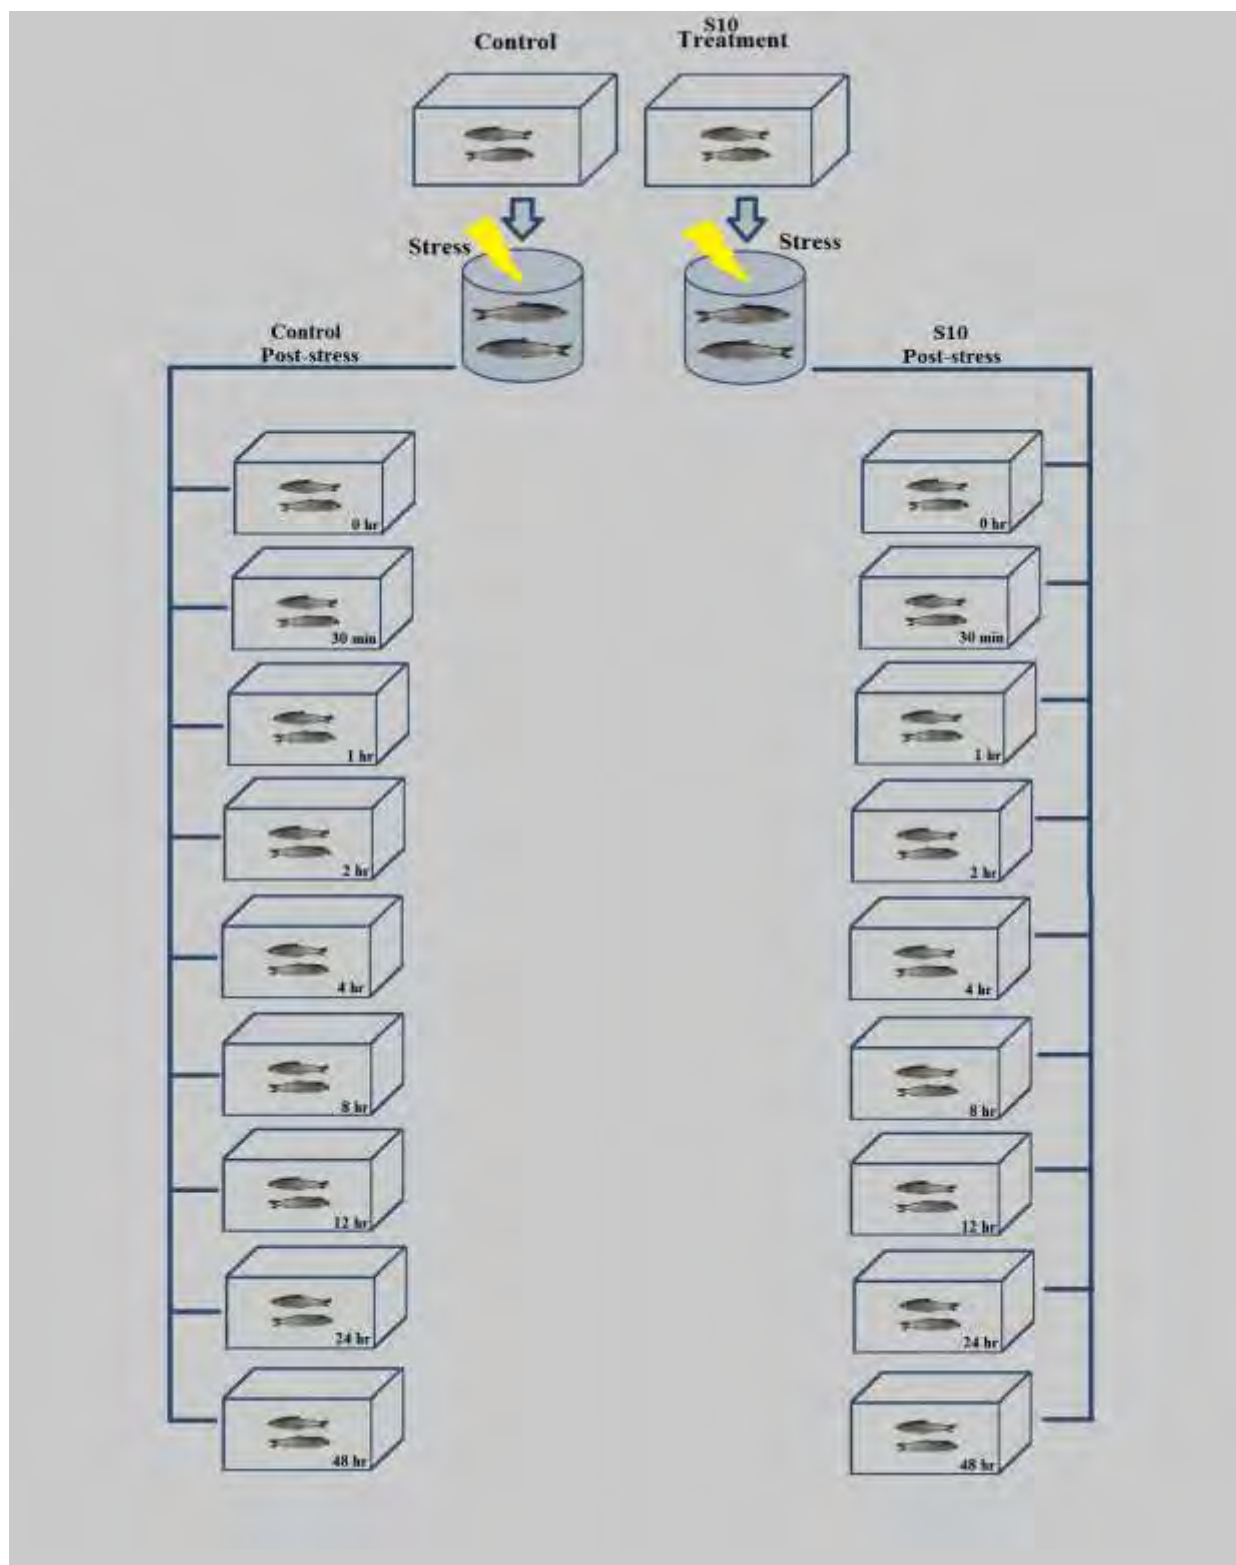 Control
S10
Treatment
Stress
Stress
Control
Post-stress
S10
Post-stress
0 hr
30 min
1 hr
2 hr
4 hr
8 hr
12 hr
24 hr
48 hr
0 hr
30 min
1 hr
2 hr
4 hr
8 hr
12 hr
24 hr
48 hr